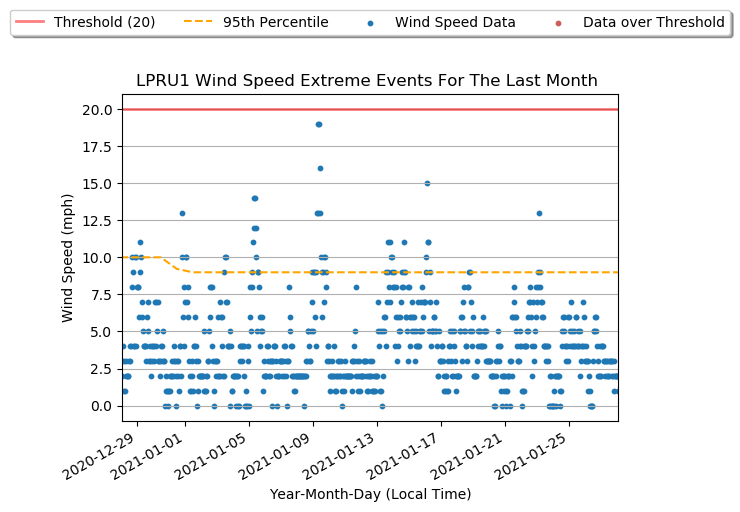 Threshold (20) 95th Percentile Wind Speed Data Data over Threshold
LPRU1 Wind Speed Extreme Events For The Last Month
20.0
17.5
15.0
12.5
10.0
7.5
5.0
2.5
0.0
Wind Speed (mph)
2020-12-29 2021-01-01 2021-01-05 2021-01-09 2021-01-13 2021-01-17 2021-01-21 2021-01-25
Year-Month-Day (Local Time)